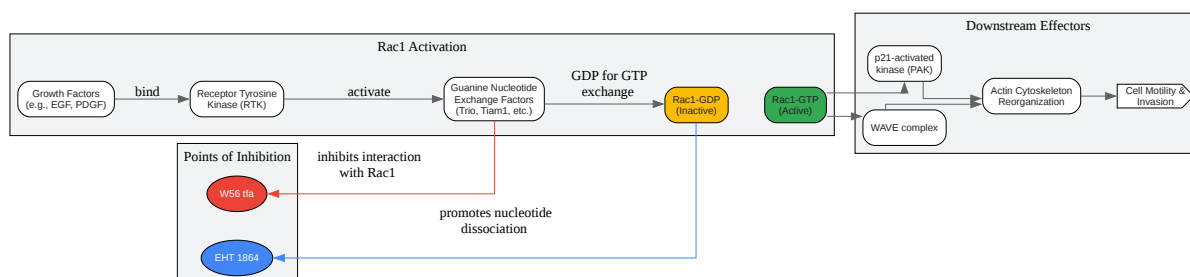 Downstream Effectors
Rac1 Activation
Growth Factors
(e.g., EGF, PDGF)
bind
Receptor Tyrosine
Kinase (RTK)
activate
Guanine Nucleotide
Exchange Factors
(Trio, Tiam1, etc.)
GDP for GTP
exchange
Rac1-GDP
(Inactive)
Rac1-GTP
(Active)
p21-activated
kinase (PAK)
WAVE complex
Actin Cytoskeleton
Reorganization
Cell Motility &
Invasion
Points of Inhibition
inhibits interaction
with Rac1
W56 tfa
promotes nucleotide
dissociation
EHT 1864